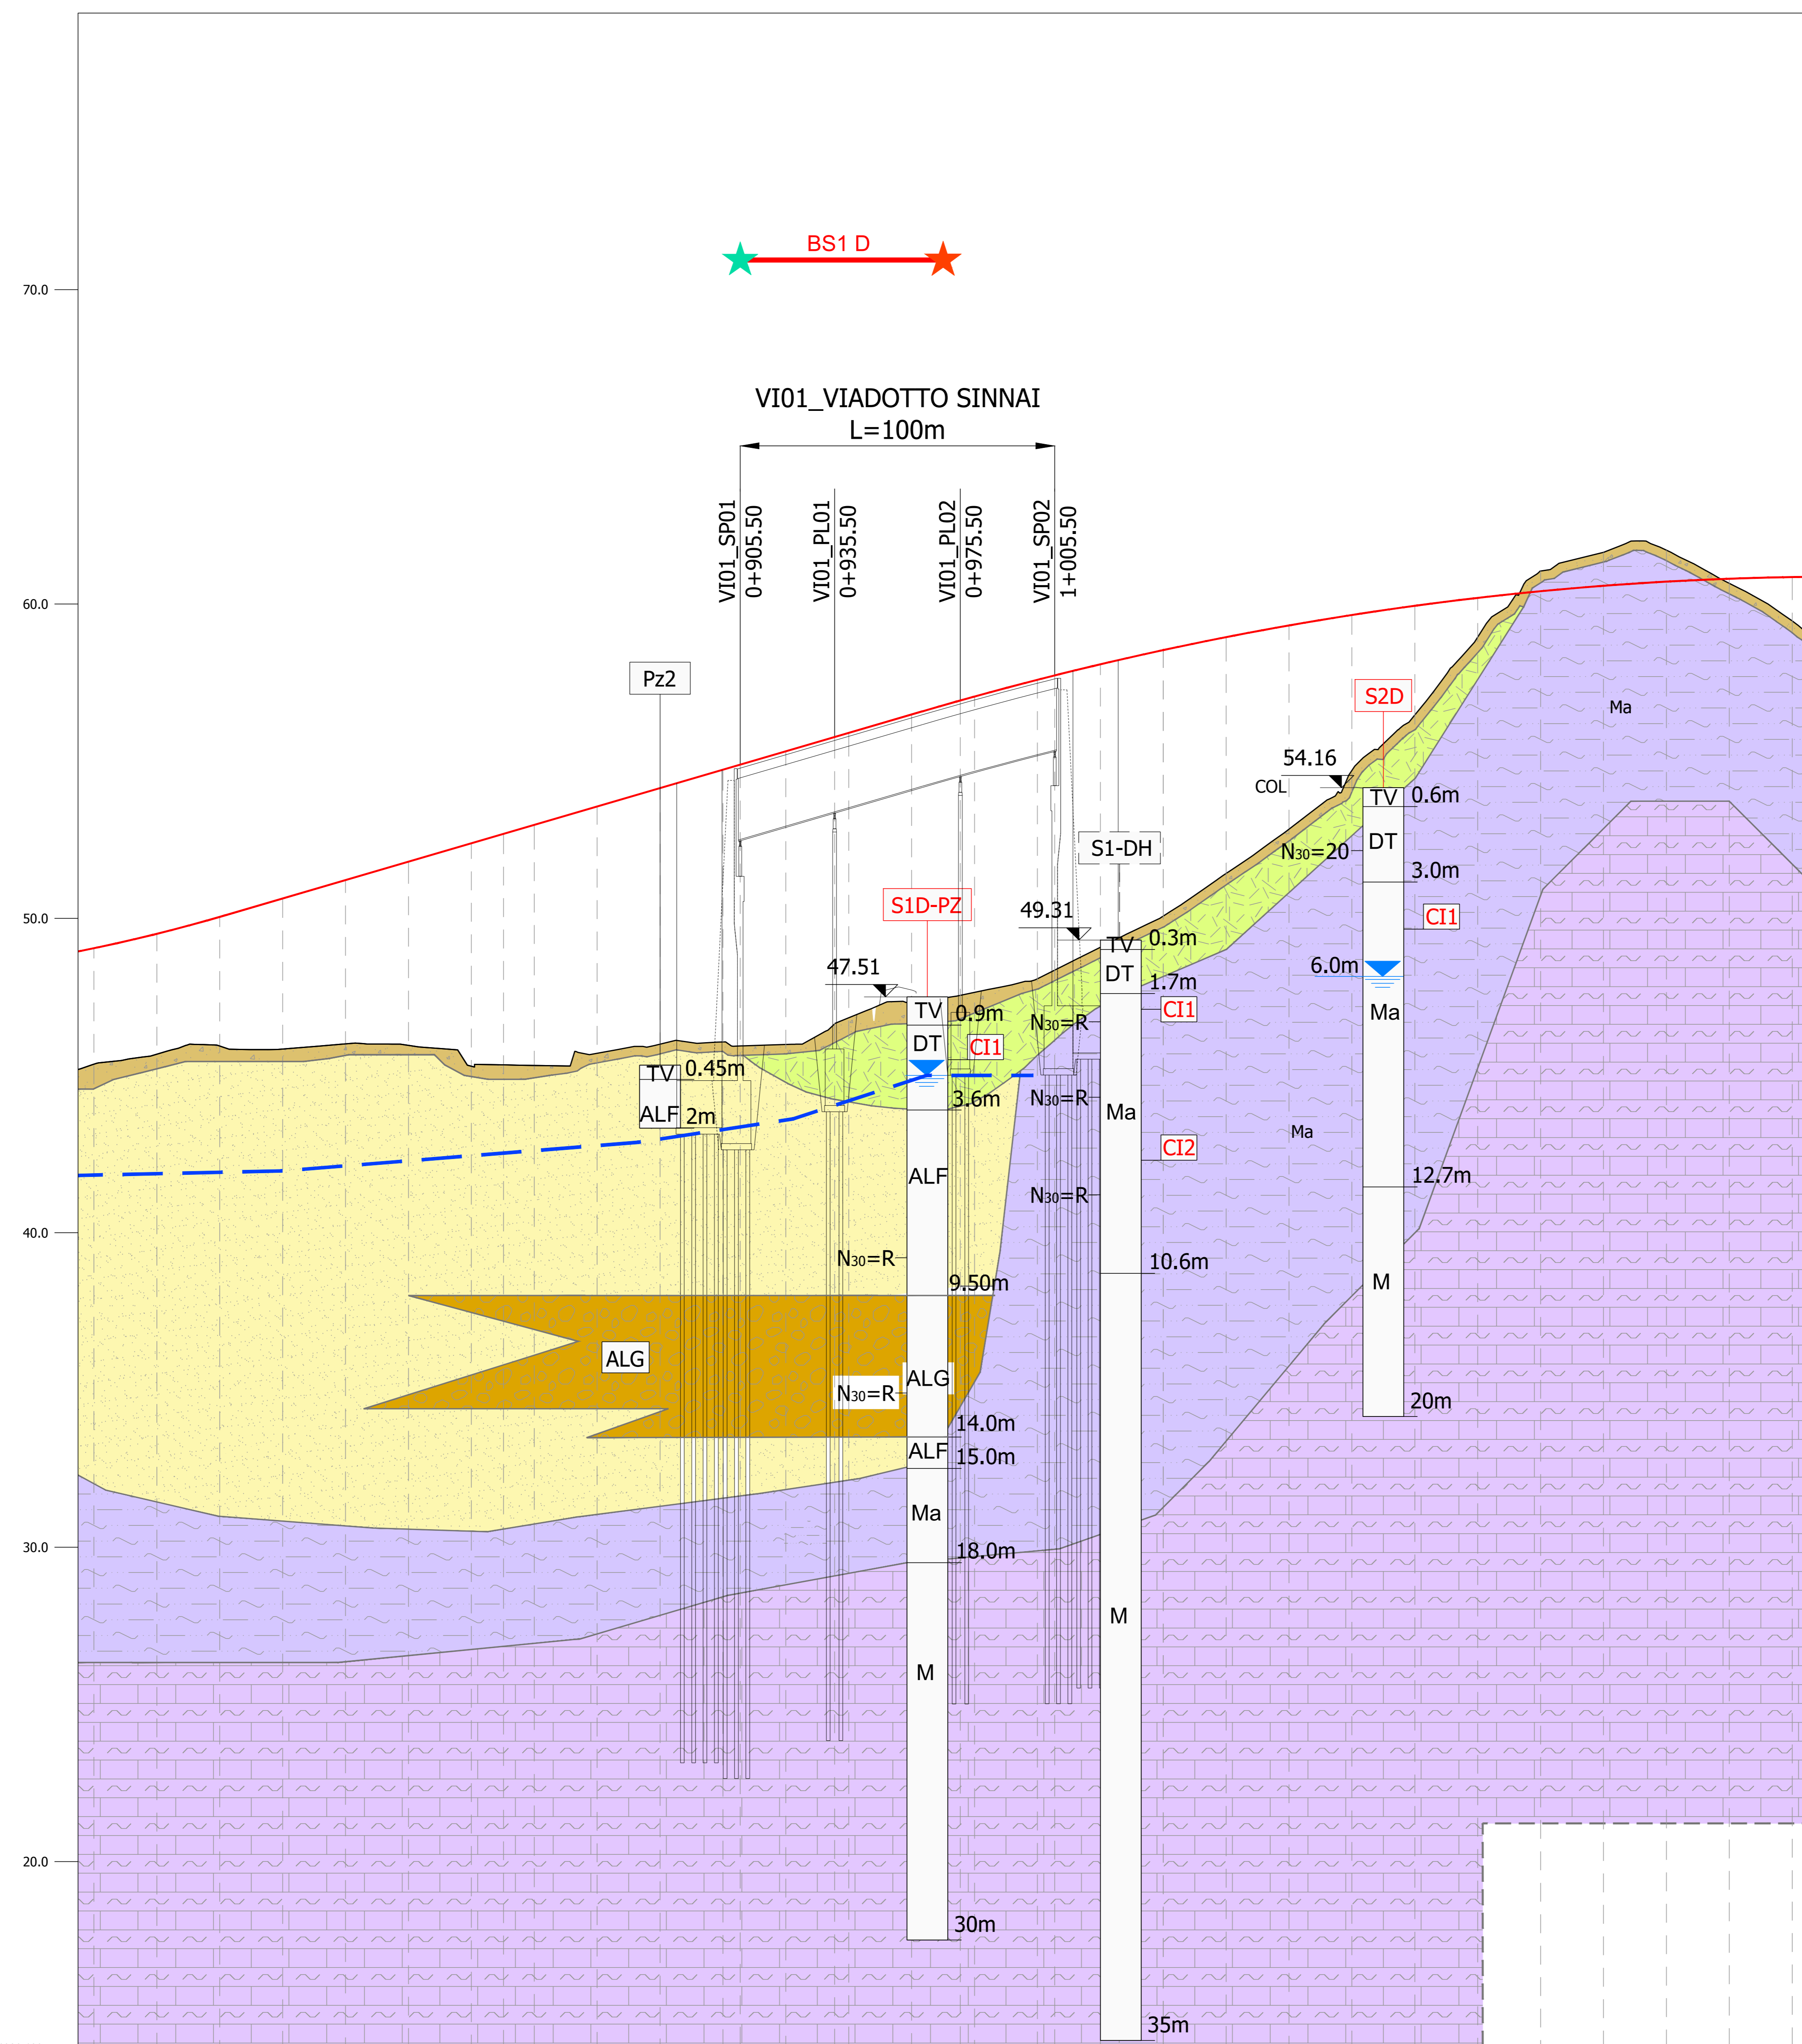 BS1 D
70.0
VI01_VIADOTTO SINNAI
L=100m
VI01_SP01
0+905.50
VI01_PL01
0+935.50
VI01_PL02
0+975.50
VI01_SP02
1+005.50
60.0
Pz2
S2D
Ma
54.16
COL
TV
0.6m
DT
N30=20
3.0m
S1-DH
50.0
S1D-PZ
49.31
CI1
TV
0.3m
47.51
6.0m
DT
1.7m
TV
0.9m
CI1
Ma
N30=R
DT
CI1
TV
0.45m
3.6m
N30=R
ALF
2m
Ma
Ma
CI2
ALF
12.7m
N30=R
40.0
N30=R
10.6m
9.50m
M
ALG
ALG
N30=R
20m
14.0m
ALF
15.0m
Ma
30.0
18.0m
M
M
20.0
30m
35m